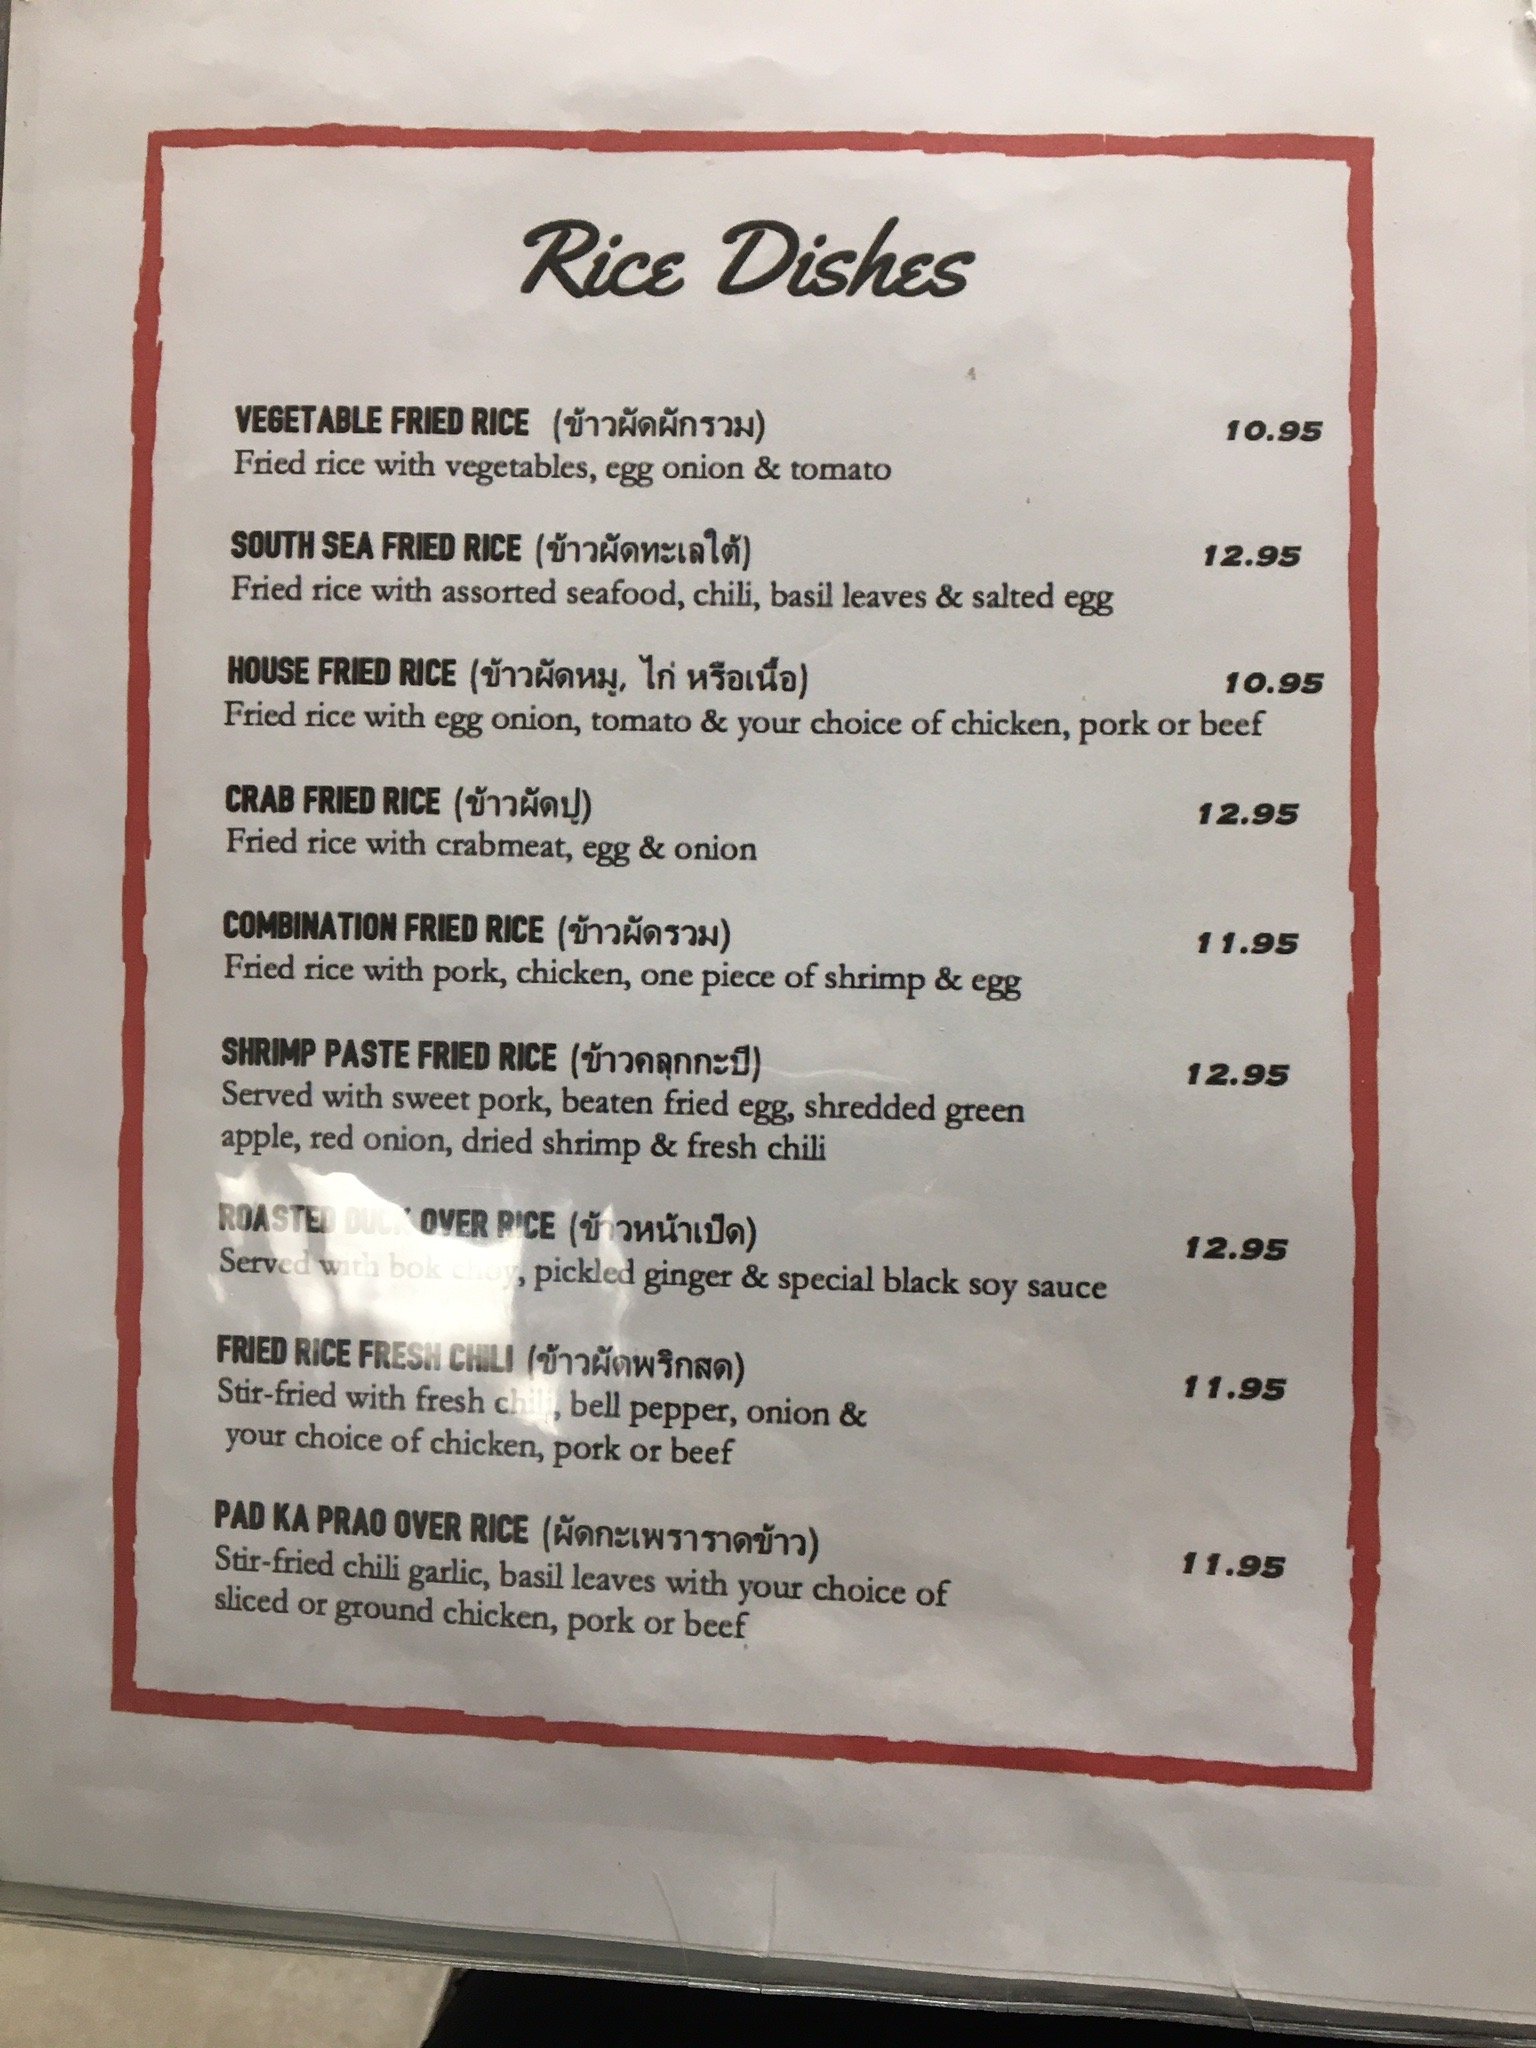 Rice Dishes
VEGETABLE FRIED RICE (ข้าวผัดผักรวม) 10.95
Fried rice with vegetables, egg onion & tomato
SOUTH SEA FRIED RICE (ข้าวผัดทะเลใต้) 12.95
Fried rice with assorted seafood, chili, basil leaves & salted egg
HOUSE FRIED RICE (ข้าวผัดหมู, ไก่ หรือเนื้อ) 10.95
Fried rice with egg onion, tomato & your choice of chicken, pork or beef
CRAB FRIED RICE (ข้าวผัดปู) 12.95
Fried rice with crabmeat, egg & onion
COMBINATION FRIED RICE (ข้าวผัดรวม) 11.95
Fried rice with pork, chicken, one piece of shrimp & egg
SHRIMP PASTE FRIED RICE (ข้าวคลุกกะปี) 12.95
Served with sweet pork, beaten fried egg, shredded green
apple, red onion, dried shrimp & fresh chili
ROASTED DUCK OVER RICE (ข้าวหน้าเป็ด) 12.95
Served with bok choy, pickled ginger & special black soy sauce
FRIED RICE FRESH CHILI (ข้าวผัดพริกสด) 11.95
Stir-fried with fresh chili, bell pepper, onion &
your choice of chicken, pork or beef
PAD KA PRAO OVER RICE (ผัดกะเพราราดข้าว) 11.95
Stir-fried chili garlic, basil leaves with your choice of
sliced or ground chicken, pork or beef